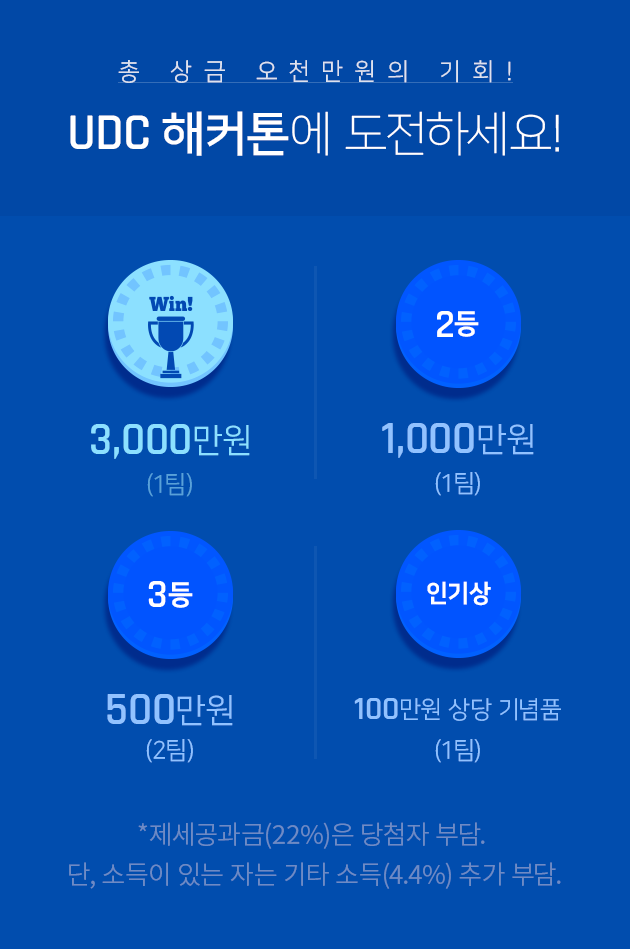 총 상금 오천만원의 기회!
UDC 해커톤에 도전하세요!
Win!
2등
3,000만원
1,000만원
(1팀)
(1팀)
3등
인기상
500만원
100만원 상당 기념품
(2팀)
(1팀)
*제세공과금(22%)은 당첨자 부담.
단, 소득이 있는 자는 기타 소득(4.4%) 추가 부담.